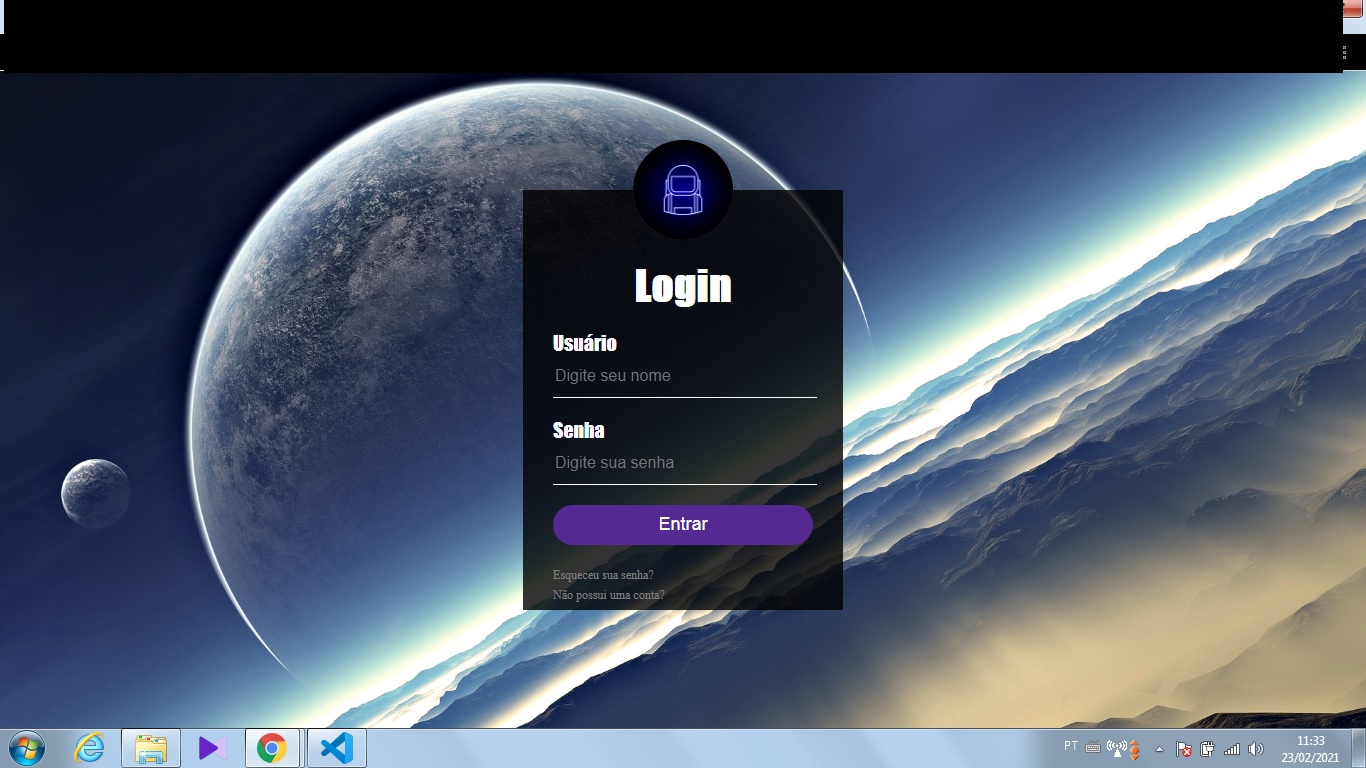 Login
Usuário
Digite seu nome
Senha
Digite sua senha
Entrar
Esqueceu sua senha?
Não possui uma conta?
PT
11:33
23/02/2021